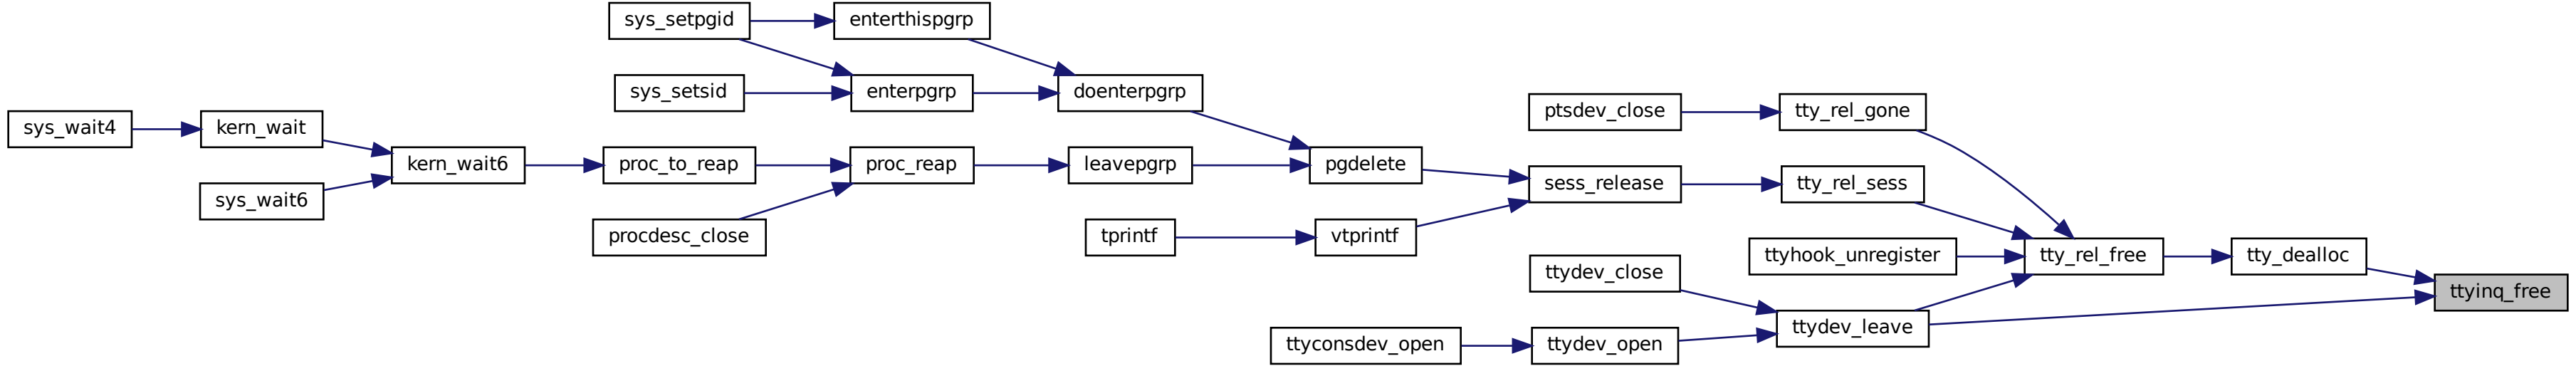 sys_setpgid
enterthispgrp
sys_setsid
enterpgrp
doenterpgrp
sys_wait4
kern_wait
ptsdev_close
tty_rel_gone
kern_wait6
proc_to_reap
proc_reap
leavepgrp
pgdelete
sess_release
tty_rel_sess
sys_wait6
procdesc_close
tprintf
vtprintf
ttyhook_unregister
tty_rel_free
tty_dealloc
ttydev_close
ttyinq_free
ttyconsdev_open
ttydev_open
ttydev_leave